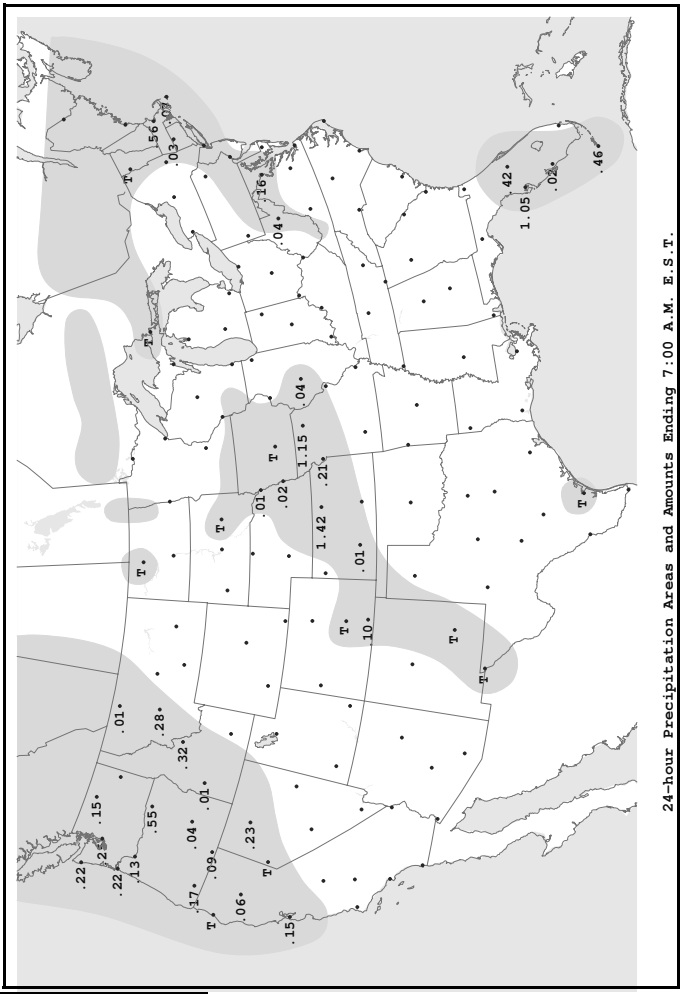 .22
.15
.22
.01
T
.13
T
T
.55
.56
.28
.07
.03
.32
.04
.17
.01
T
.09
T
.06
.23
.01
.16
T
T
.04
.02
.15
.04
1.15
1.42
.21
T
.01
.10
T
T
.42
1.05
.02
T
.46
24-hour Precipitation Areas and Amounts Ending 7:00 A.M. E.S.T.